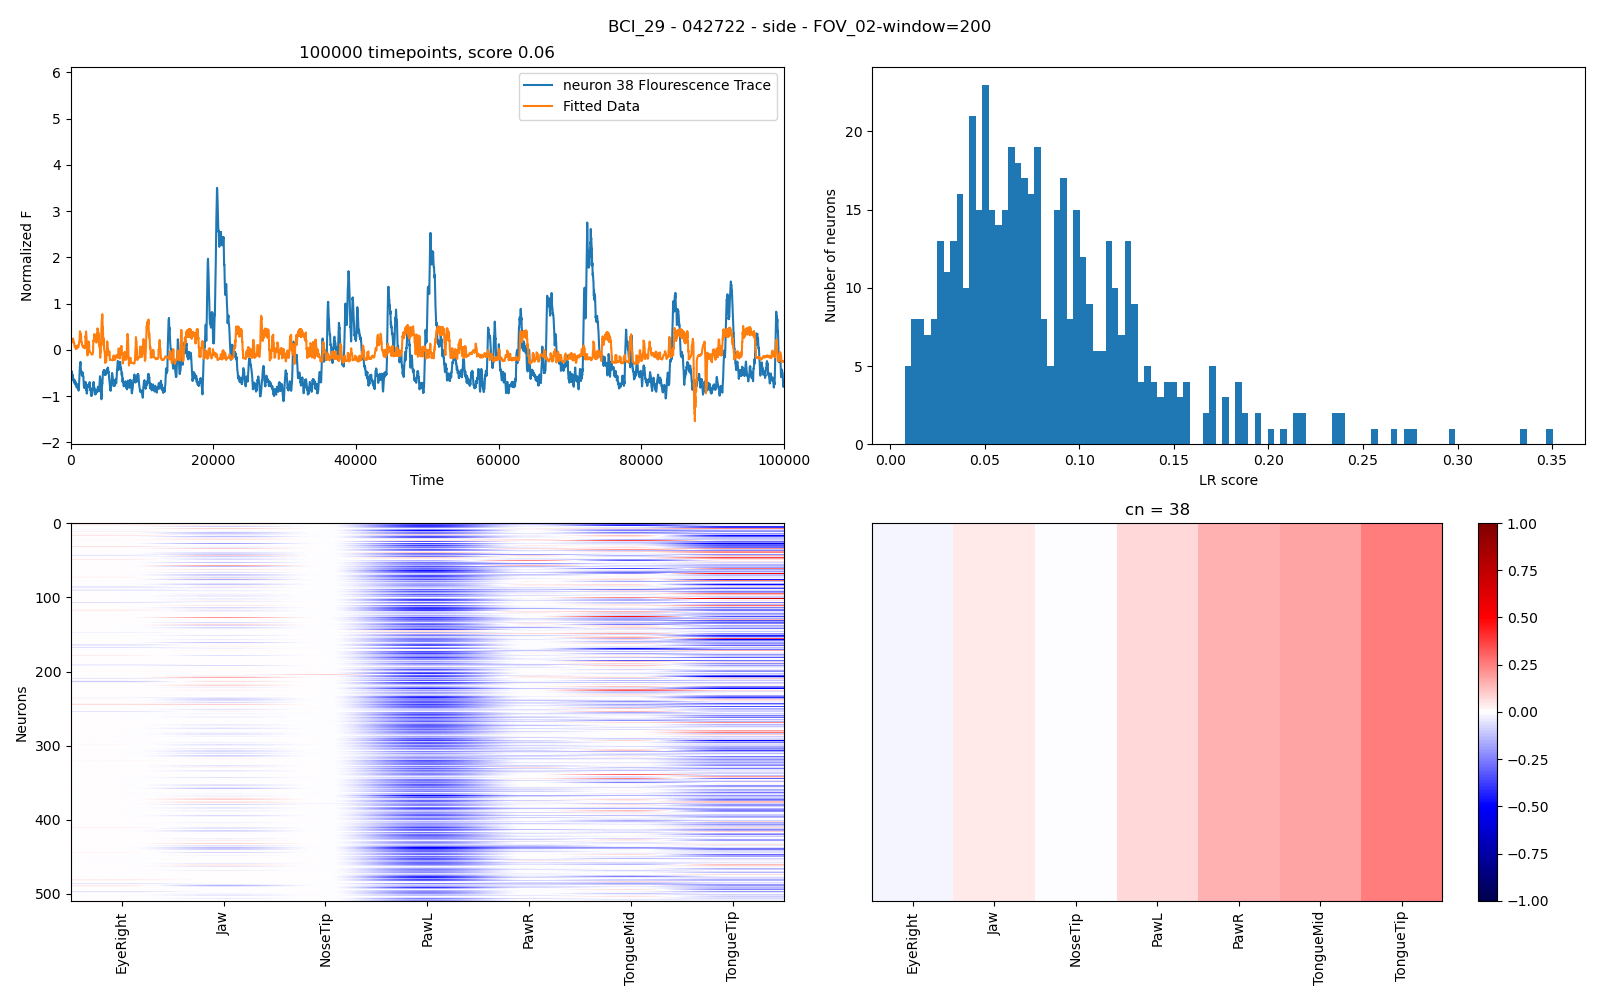 BCI_29 - 042722 - side - FOV_02-window=200
100000 timepoints, score 0.06
neuron 38 Flourescence Trace
Fitted Data
Normalized F
6
5
4
3
2
1
0
−1
−2
0 20000 40000 60000 80000 100000
Time
Number of neurons
20
15
10
5
0
0.00 0.05 0.10 0.15 0.20 0.25 0.30 0.35
LR score
Neurons
0
100
200
300
400
500
EyeRight Jaw NoseTip PawL PawR TongueMid TongueTip
cn = 38
EyeRight Jaw NoseTip PawL PawR TongueMid TongueTip
1.00
0.75
0.50
0.25
0.00
−0.25
−0.50
−0.75
−1.00